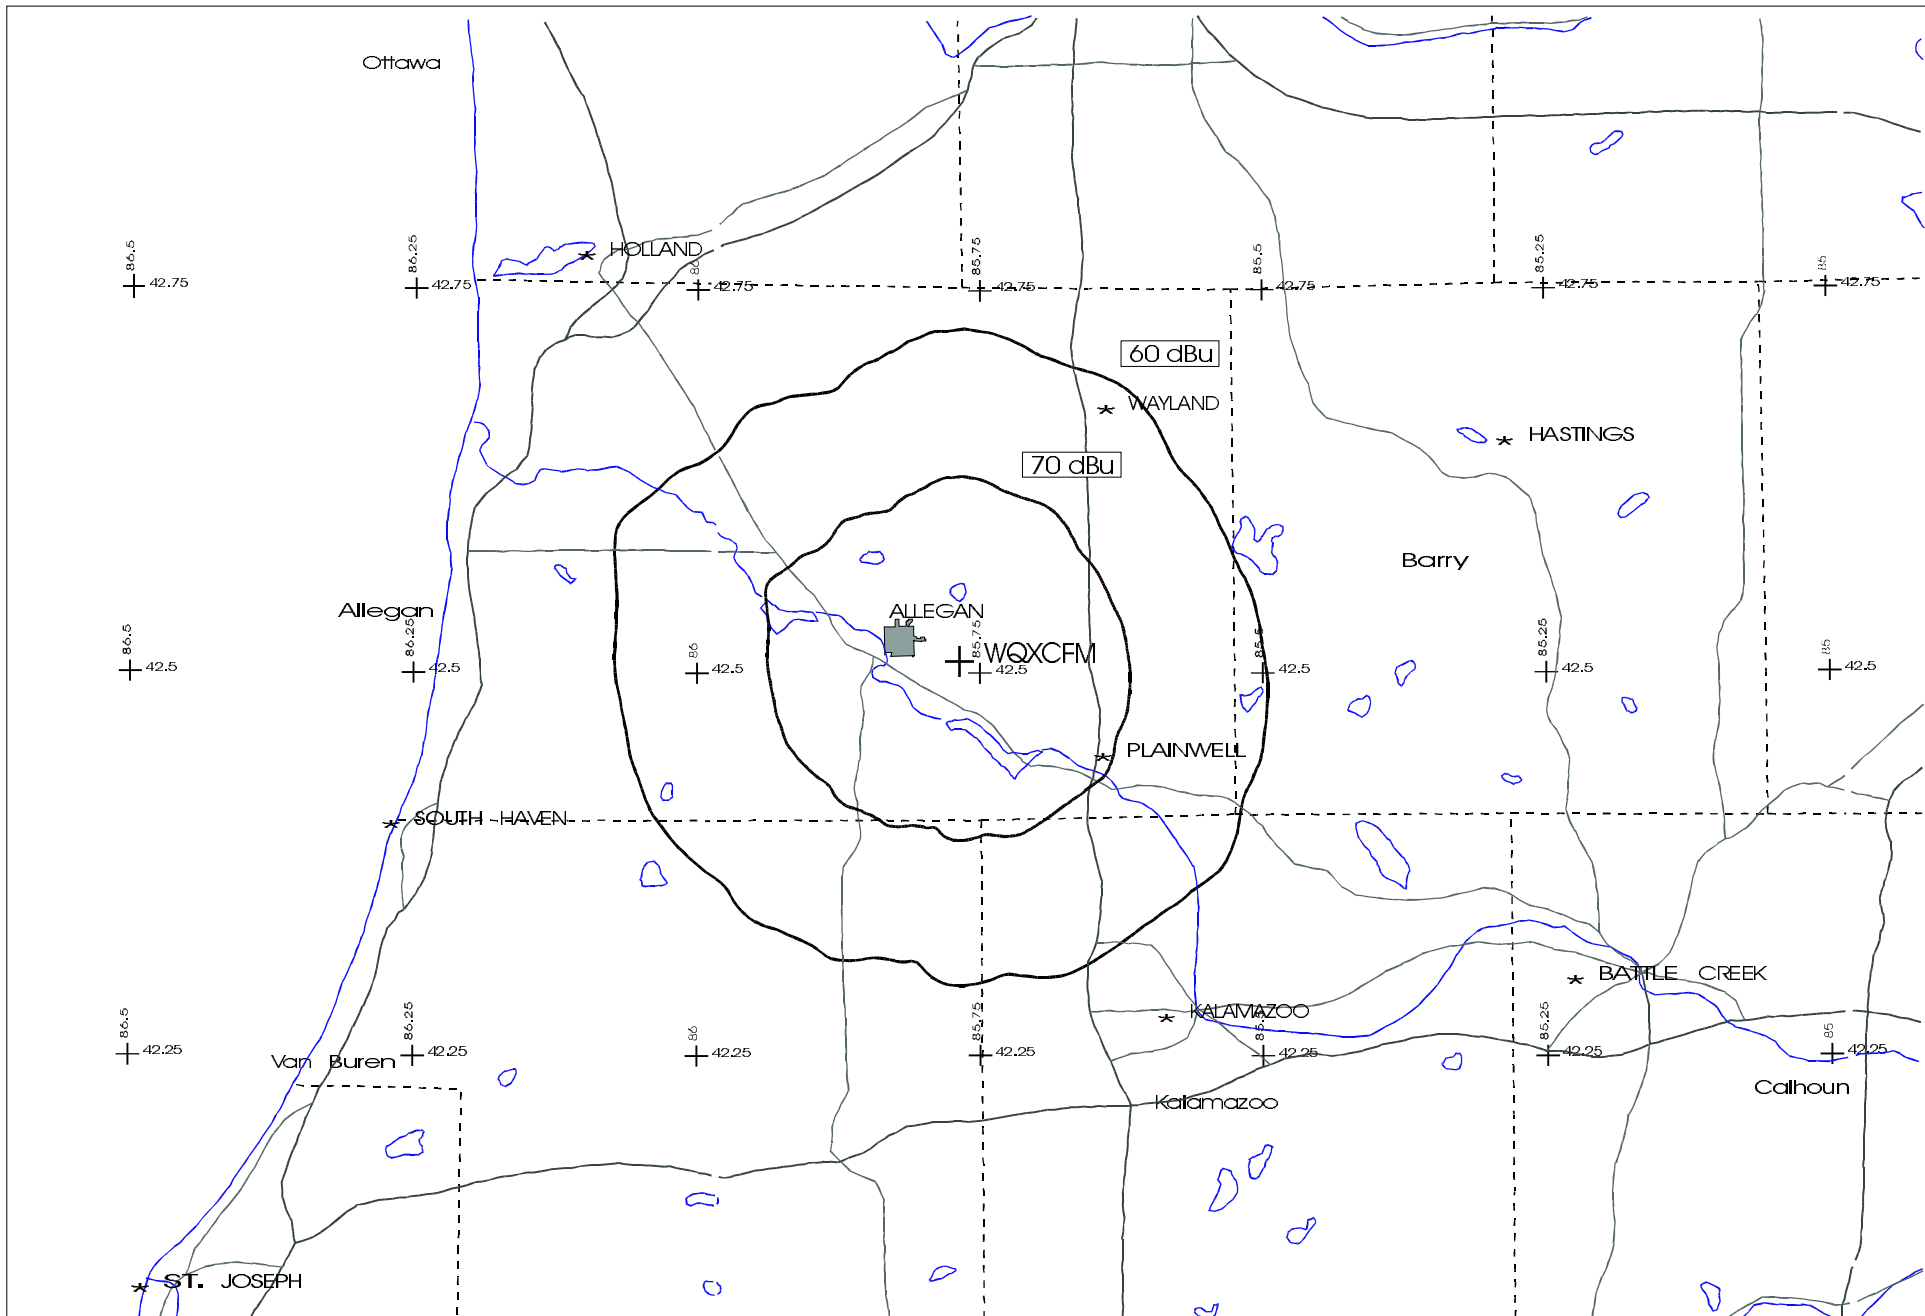 Ottawa
HOLLAND
86.5
42.75
86.25
42.75
86
42.75
85.75
42.75
85.5
42.75
85.25
42.75
85
42.75
60 dBu
WAYLAND
HASTINGS
70 dBu
Barry
Allegan
ALLEGAN
WQXCFM
86.5
42.5
86.25
42.5
86
42.5
85.75
42.5
85.5
42.5
85.25
42.5
85
42.5
PLAINWELL
SOUTH HAVEN
BATTLE CREEK
KALAMAZOO
86.5
42.25
86.25
42.25
86
42.25
85.75
42.25
85.5
42.25
85.25
42.25
85
42.25
Van Buren
Calhoun
Kalamazoo
ST. JOSEPH